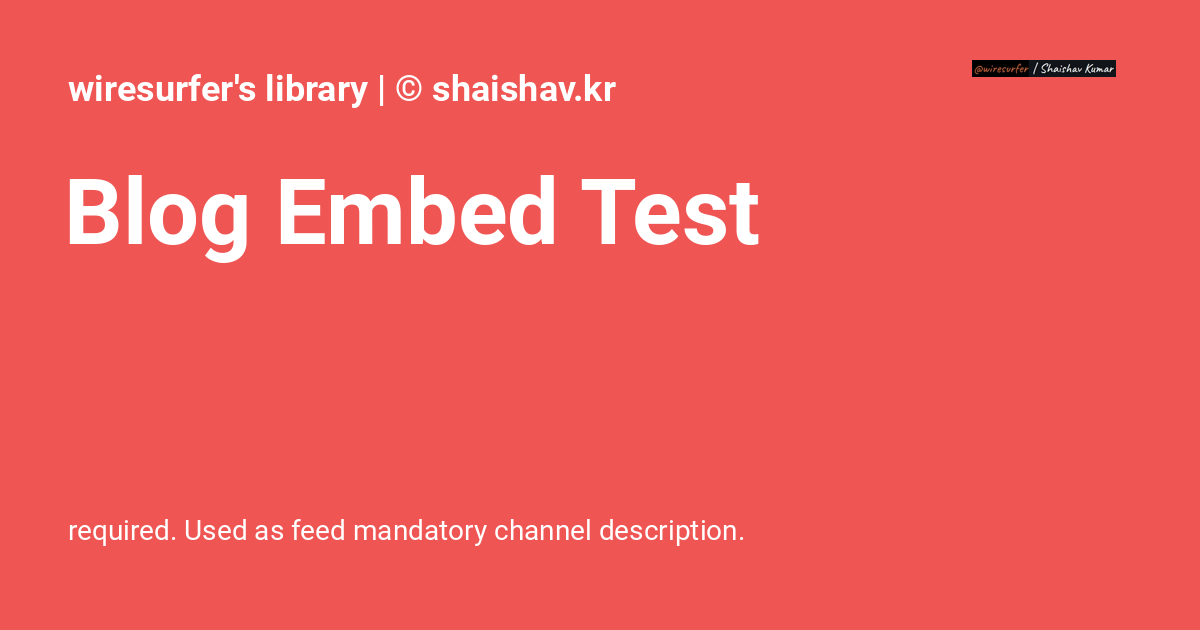 wiresurfer's library | © shaishav.kr
@wiresurfer | Shaishav Kumar
Blog Embed Test
required. Used as feed mandatory channel description.